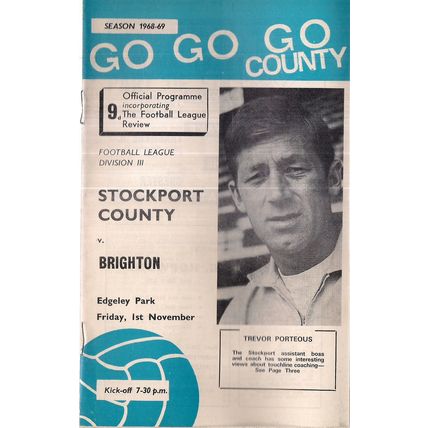 SEASON 1968-69
GO GO GO
COUNTY
9d
Official Programme
incorporating
The Football League
Review
FOOTBALL LEAGUE
DIVISION III
STOCKPORT
COUNTY
v.
BRIGHTON
Edgeley Park
Friday, 1st November
Kick-off 7-30 p.m.
TREVOR PORTEOUS
The Stockport assistant boss
and coach has some interesting
views about touchline coaching—
See Page Three